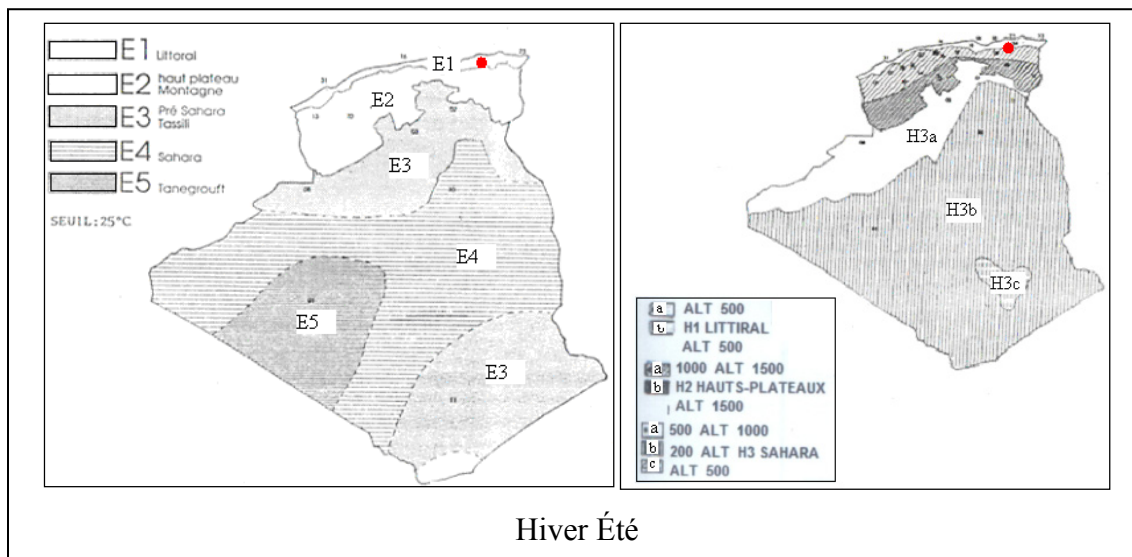 E1 Littoral
E2 haut plateau
Montagne
E3 Pré Sahara
Tassili
E4 Sahara
E5 Tanegrouft
SEUIL:25°C
E1
E2
E3
E4
E5
E3
H3a
H3b
H3c
a ALT 500
b H1 LITTIRAL
ALT 500
a 1000 ALT 1500
b H2 HAUTS-PLATEAUX
ALT 1500
a 500 ALT 1000
b 200 ALT H3 SAHARA
c ALT 500
Hiver Été